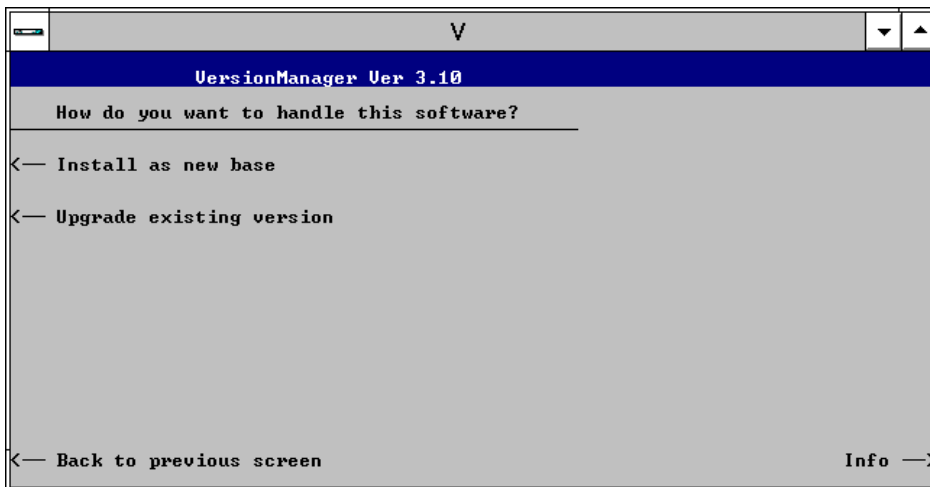 V
VersionManager Ver 3.10
How do you want to handle this software?
<— Install as new base
<— Upgrade existing version
<— Back to previous screen
Info —>